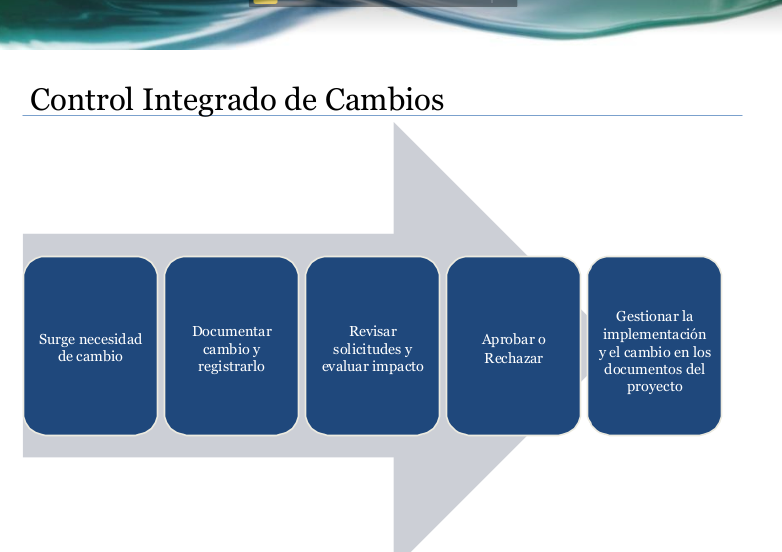 Control Integrado de Cambios
Surge necesidad
de cambio
Documentar
cambio y
registrarlo
Revisar
solicitudes y
evaluar impacto
Aprobar o
Rechazar
Gestionar la
implementación
y el cambio en los
documentos del
proyecto